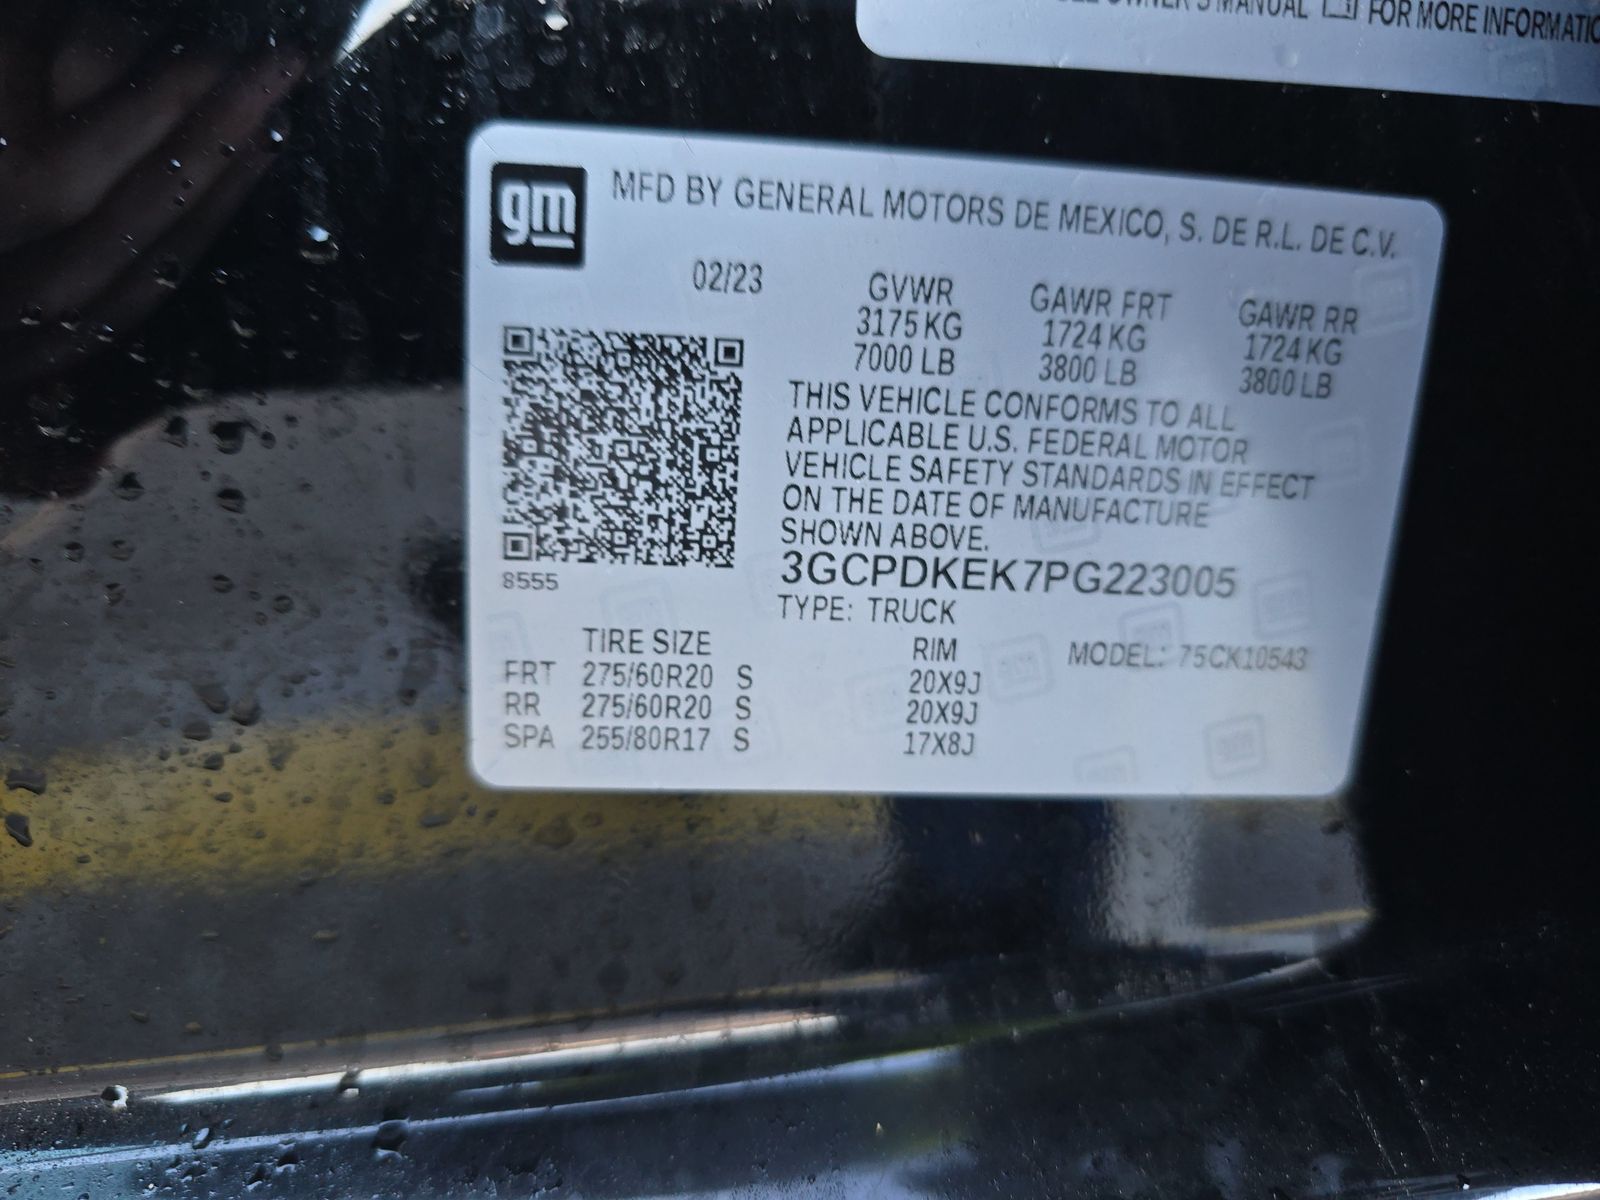 OWNER'S MANUAL FOR MORE INFORMATIO
gm
MFD BY GENERAL MOTORS DE MEXICO, S. DE R.L. DE C.V.
02/23 GVWR GAWR FRT GAWR RR
3175 KG 1724 KG 1724 KG
7000 LB 3800 LB 3800 LB
THIS VEHICLE CONFORMS TO ALL
APPLICABLE U.S. FEDERAL MOTOR
VEHICLE SAFETY STANDARDS IN EFFECT
ON THE DATE OF MANUFACTURE
SHOWN ABOVE.
8555 3GCPDKEK7PG223005
TYPE: TRUCK
TIRE SIZE RIM MODEL: 75CK10543
FRT 275/60R20 S 20X9J
RR 275/60R20 S 20X9J
SPA 255/80R17 S 17X8J